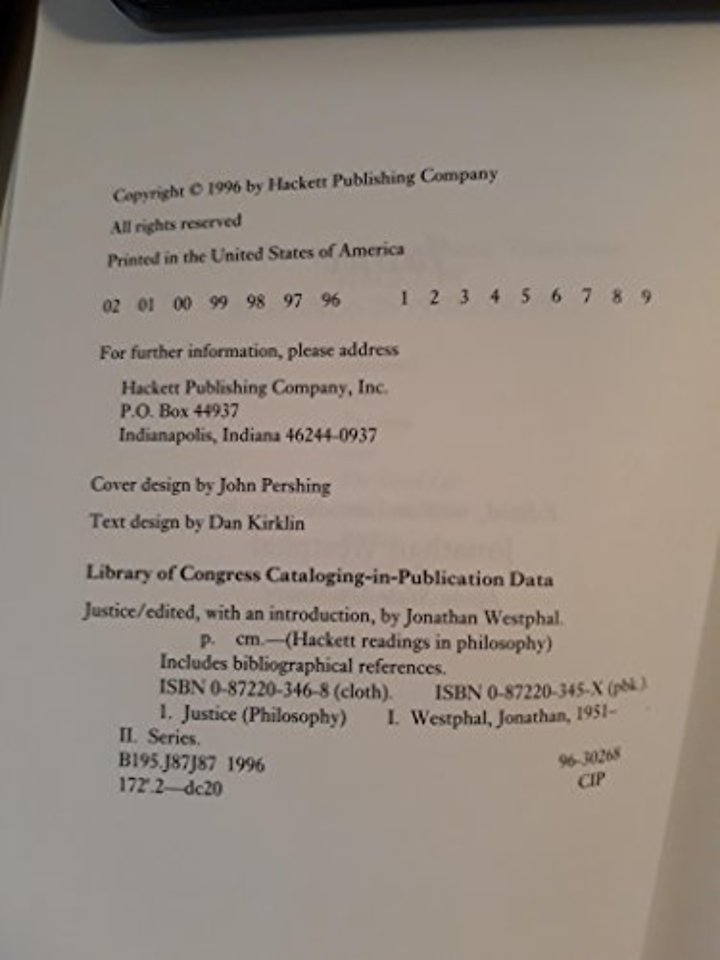 Copyright © 1996 by Hackett Publishing Company
All rights reserved
Printed in the United States of America
02 01 00 99 98 97 96 1 2 3 4 5 6 7 8 9
For further information, please address
Hackett Publishing Company, Inc.
P.O. Box 44937
Indianapolis, Indiana 46244-0937
Cover design by John Pershing
Text design by Dan Kirklin
Library of Congress Cataloging-in-Publication Data
Justice/edited, with an introduction, by Jonathan Westphal.
p. cm.—(Hackett readings in philosophy)
Includes bibliographical references.
ISBN 0-87220-346-8 (cloth). ISBN 0-87220-345-X (pbk.)
1. Justice (Philosophy) I. Westphal, Jonathan, 1951–
II. Series.
B195.J87J87 1996 96-30268
172'.2—dc20 CIP